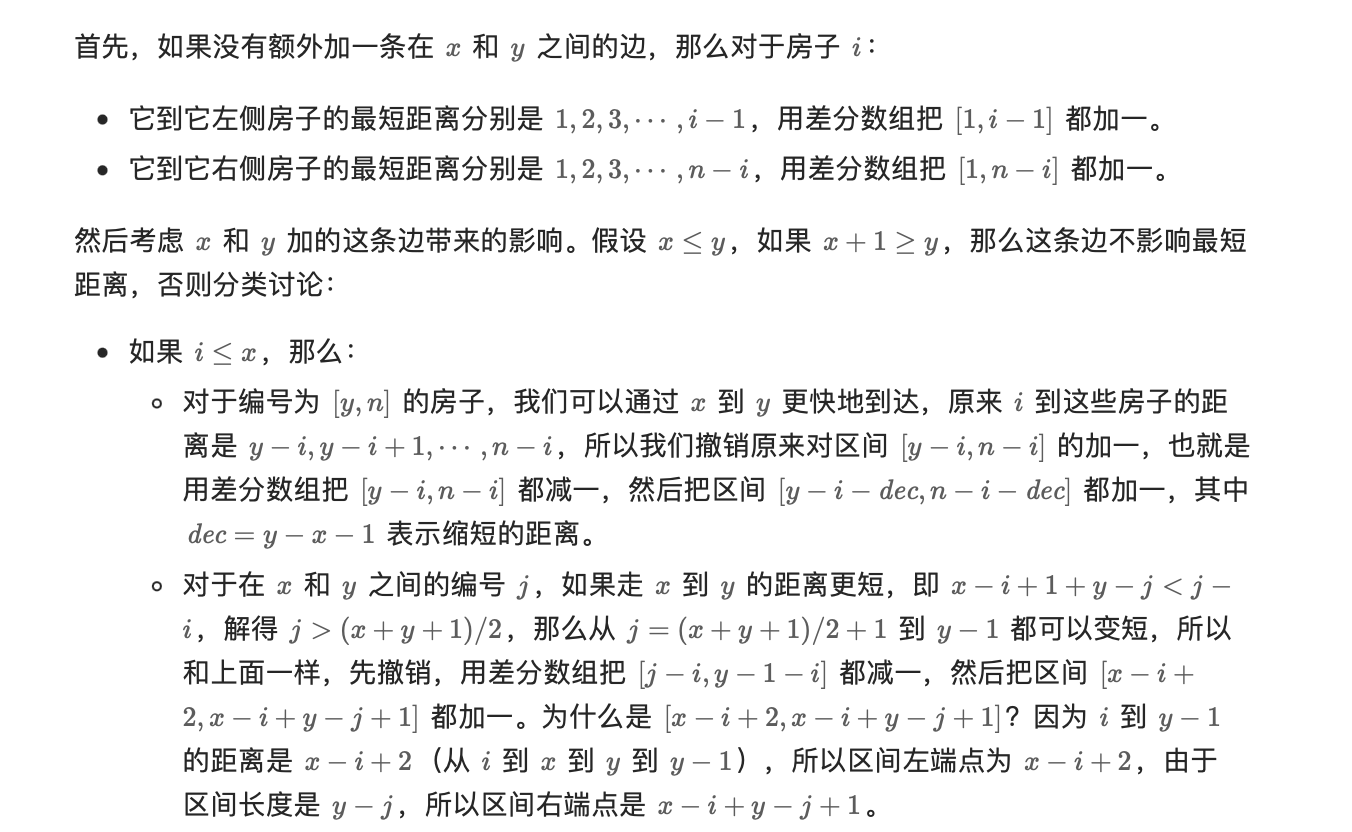 首先，如果没有额外加一条在 x 和 y 之间的边，那么对于房子 i：
• 它到它左侧房子的最短距离分别是 1, 2, 3, ⋯ , i − 1，用差分数组把 [1, i − 1] 都加一。
• 它到它右侧房子的最短距离分别是 1, 2, 3, ⋯ , n − i，用差分数组把 [1, n − i] 都加一。
然后考虑 x 和 y 加的这条边带来的影响。假设 x ≤ y，如果 x + 1 ≥ y，那么这条边不影响最短
距离，否则分类讨论：
• 如果 i ≤ x，那么：
◦ 对于编号为 [y, n] 的房子，我们可以通过 x 到 y 更快地到达，原来 i 到这些房子的距
离是 y − i, y − i + 1, ⋯ , n − i，所以我们撤销原来对区间 [y − i, n − i] 的加一，也就是
用差分数组把 [y − i, n − i] 都减一，然后把区间 [y − i − dec, n − i − dec] 都加一，其中
dec = y − x − 1 表示缩短的距离。
◦ 对于在 x 和 y 之间的编号 j，如果走 x 到 y 的距离更短，即 x − i + 1 + y − j < j −
i，解得 j > (x + y + 1)/2，那么从 j = (x + y + 1)/2 + 1 到 y − 1 都可以变短，所以
和上面一样，先撤销，用差分数组把 [j − i, y − 1 − i] 都减一，然后把区间 [x − i +
2, x − i + y − j + 1] 都加一。为什么是 [x − i + 2, x − i + y − j + 1]？因为 i 到 y − 1
的距离是 x − i + 2（从 i 到 x 到 y 到 y − 1），所以区间左端点为 x − i + 2，由于
区间长度是 y − j，所以区间右端点是 x − i + y − j + 1。